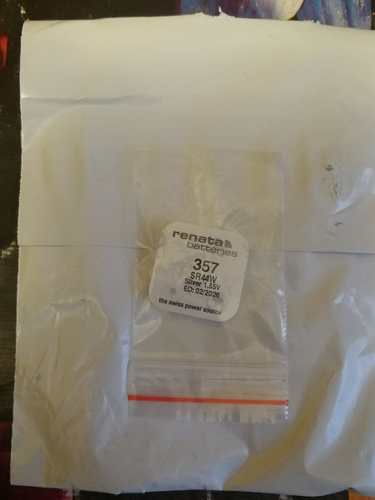 renata
batteries
357
SR44W
Silver 1.55V
ED: 02/2026
the swiss power source